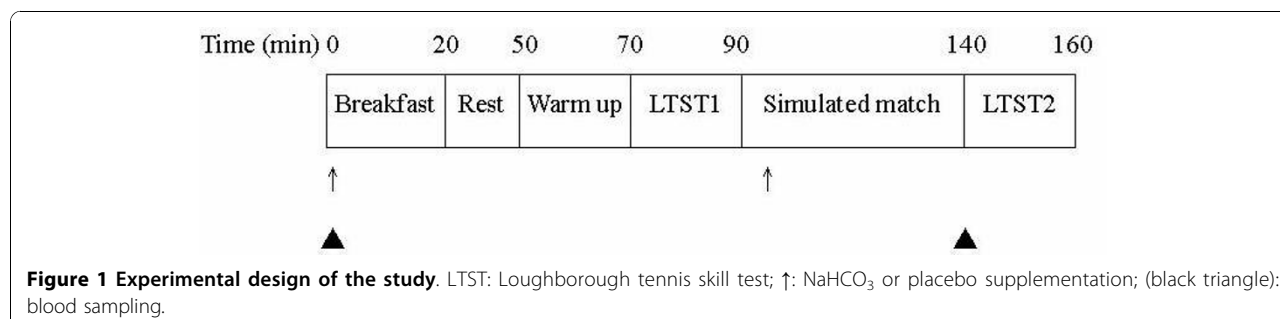 Time (min) 0 20 50 70 90 140 160
Breakfast Rest Warm up LTST1 Simulated match LTST2
↑ ↑
▲ ▲
Figure 1 Experimental design of the study. LTST: Loughborough tennis skill test; ↑: NaHCO₃ or placebo supplementation; (black triangle):
blood sampling.